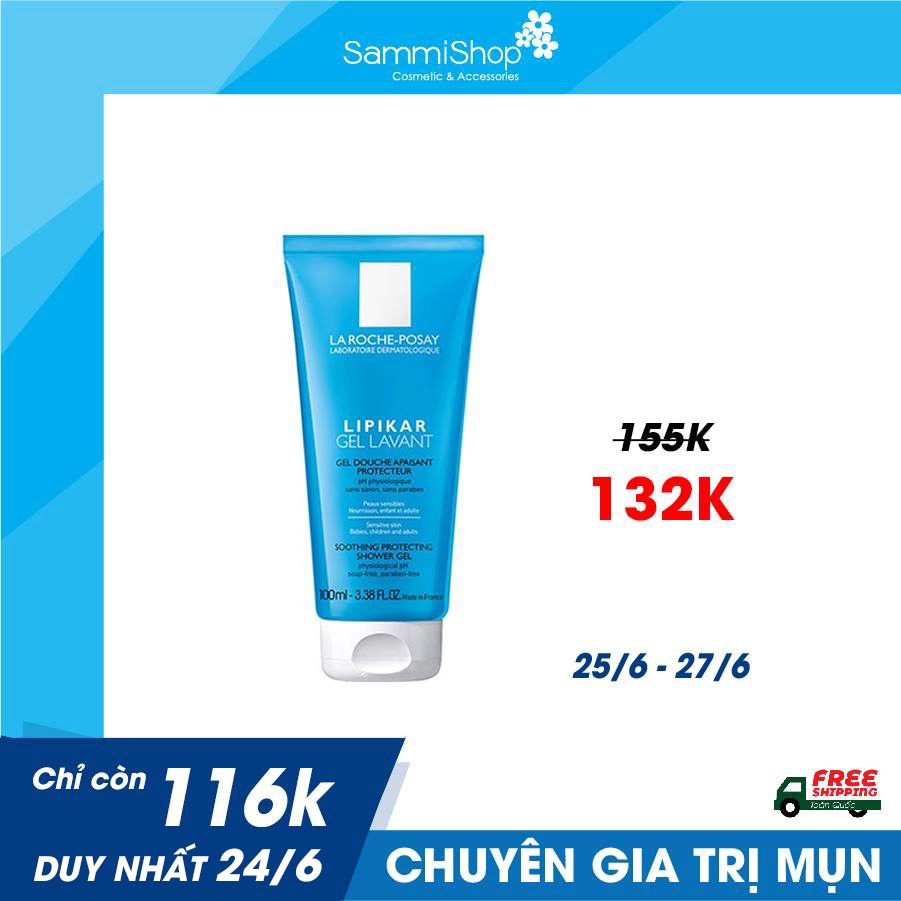 SammiShop
Cosmetic & Accessories
LA ROCHE-POSAY
LABORATOIRE DERMATOLOGIQUE
LIPIKAR
GEL LAVANT
GEL DOUCHE APAISANT
PROTECTEUR
pH physiologique
sans savon, sans paraben
Peaux sensibles
Nourrisson, enfant et adulte
Sensitive skin
Babies, children and adults
SOOTHING PROTECTING
SHOWER GEL
physiological pH
soap-free, paraben-free
100ml - 3.38 FL.OZ. Made in France
155K
132K
25/6 - 27/6
Chỉ còn 116k
DUY NHẤT 24/6
FREE
SHIPPING
Toàn Quốc
CHUYÊN GIA TRỊ MỤN